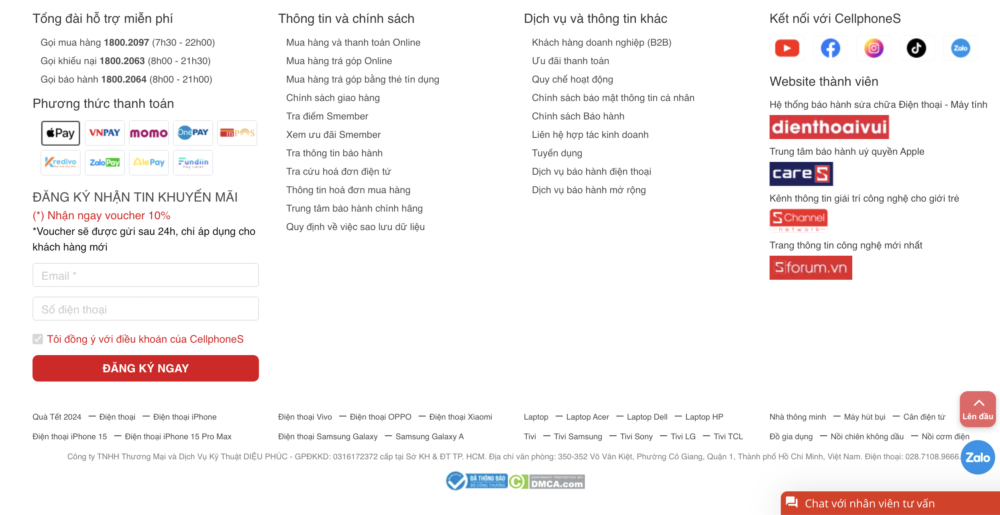 Tổng đài hỗ trợ miễn phí
Gọi mua hàng 1800.2097 (7h30 - 22h00)
Gọi khiếu nại 1800.2063 (8h00 - 21h30)
Gọi bảo hành 1800.2064 (8h00 - 21h00)
Phương thức thanh toán
Pay VNPAY momo OnePAY mPOS
Kredivo ZaloPay AlePay Fundiin
Buy now, Pay later Pay Later
ĐĂNG KÝ NHẬN TIN KHUYẾN MÃI
(*) Nhận ngay voucher 10%
*Voucher sẽ được gửi sau 24h, chỉ áp dụng cho
khách hàng mới
Email *
Số điện thoại
Tôi đồng ý với điều khoản của CellphoneS
ĐĂNG KÝ NGAY
Thông tin và chính sách
Mua hàng và thanh toán Online
Mua hàng trả góp Online
Mua hàng trả góp bằng thẻ tín dụng
Chính sách giao hàng
Tra điểm Smember
Xem ưu đãi Smember
Tra thông tin bảo hành
Tra cứu hoá đơn điện tử
Thông tin hoá đơn mua hàng
Trung tâm bảo hành chính hãng
Quy định về việc sao lưu dữ liệu
Dịch vụ và thông tin khác
Khách hàng doanh nghiệp (B2B)
Ưu đãi thanh toán
Quy chế hoạt động
Chính sách bảo mật thông tin cá nhân
Chính sách Bảo hành
Liên hệ hợp tác kinh doanh
Tuyển dụng
Dịch vụ bảo hành điện thoại
Dịch vụ bảo hành mở rộng
Kết nối với CellphoneS
Zalo
Website thành viên
Hệ thống bảo hành sửa chữa Điện thoại - Máy tính
dienthoaivui
Trung tâm bảo hành uỷ quyền Apple
care S
Kênh thông tin giải trí công nghệ cho giới trẻ
S Channel
network
Trang thông tin công nghệ mới nhất
Sforum.vn
Quà Tết 2024 — Điện thoại — Điện thoại iPhone
Điện thoại iPhone 15 — Điện thoại iPhone 15 Pro Max
Điện thoại Vivo — Điện thoại OPPO — Điện thoại Xiaomi
Điện thoại Samsung Galaxy — Samsung Galaxy A
Laptop — Laptop Acer — Laptop Dell — Laptop HP
Tivi — Tivi Samsung — Tivi Sony — Tivi LG — Tivi TCL
Nhà thông minh — Máy hút bụi — Cân điện tử
Đồ gia dụng — Nồi chiên không dầu — Nồi cơm điện
Lên đầu
Công ty TNHH Thương Mại và Dịch Vụ Kỹ Thuật DIỆU PHÚC - GPĐKKD: 0316172372 cấp tại Sở KH & ĐT TP. HCM. Địa chỉ văn phòng: 350-352 Võ Văn Kiệt, Phường Cô Giang, Quận 1, Thành phố Hồ Chí Minh, Việt Nam. Điện thoại: 028.7108.9666.
Zalo
ĐÃ THÔNG BÁO
BỘ CÔNG THƯƠNG
COPYRIGHT PROTECTED BY:
DMCA.com
Chat với nhân viên tư vấn